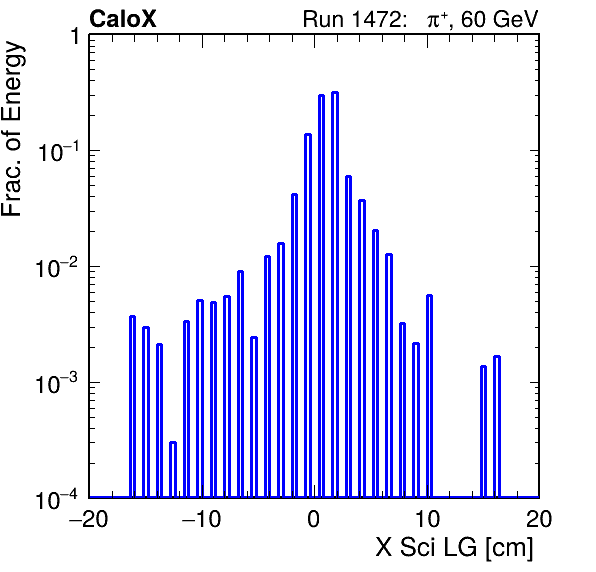 CaloX Run 1472: π⁺, 60 GeV
Frac. of Energy
1
10⁻¹
10⁻²
10⁻³
10⁻⁴
−20 −10 0 10 20
X Sci LG [cm]